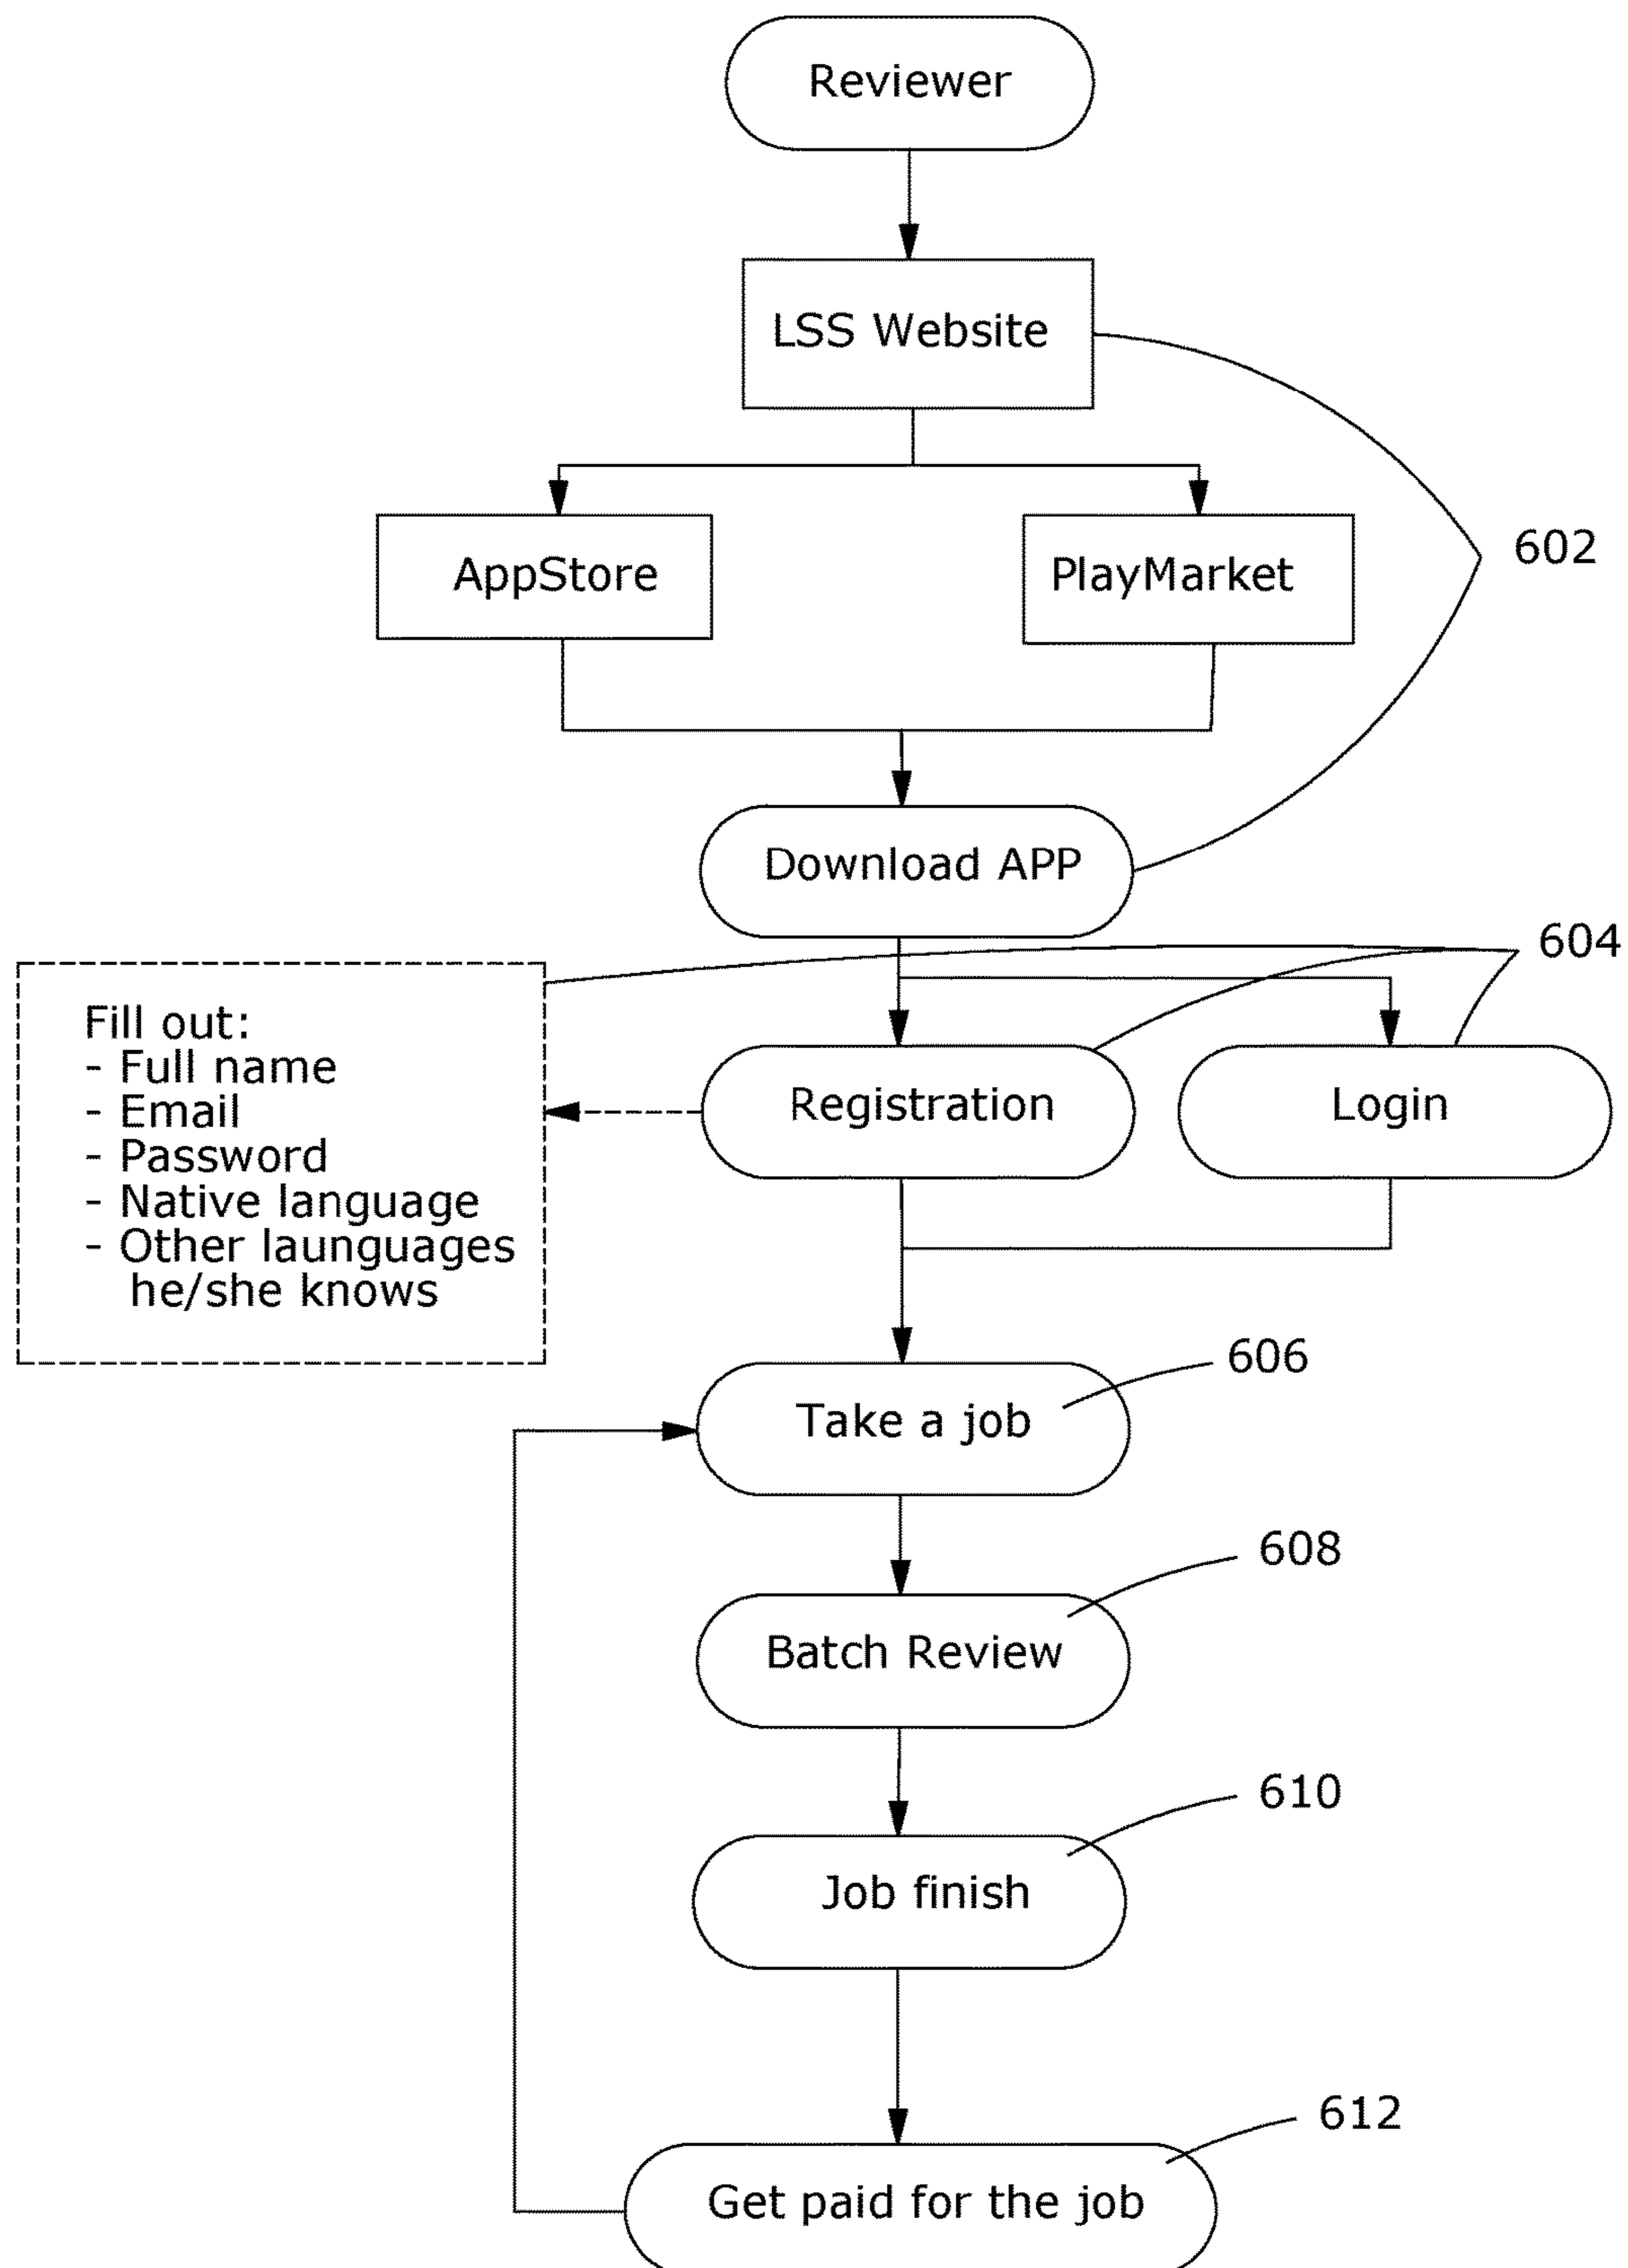 Reviewer
LSS Website
AppStore
PlayMarket
602
Download APP
604
Fill out:
- Full name
- Email
- Password
- Native language
- Other launguages
he/she knows
Registration
Login
606
Take a job
608
Batch Review
610
Job finish
612
Get paid for the job